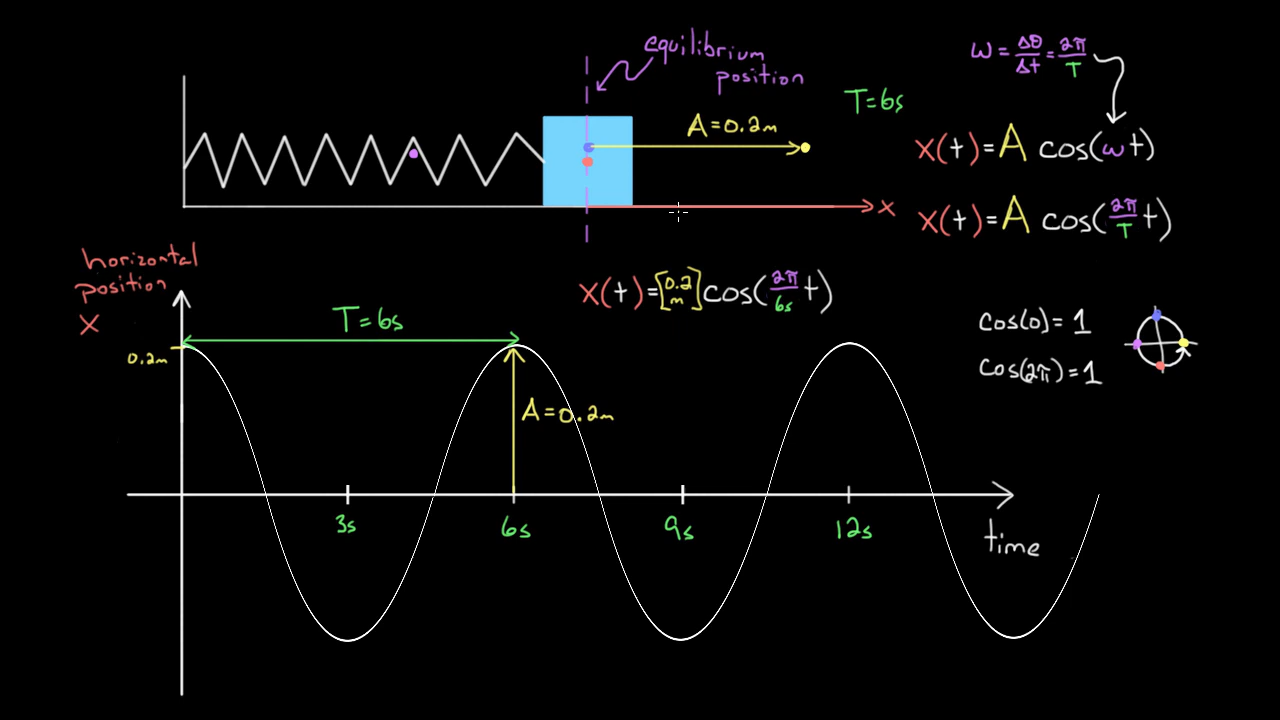 equilibrium
position
ω = Δθ/Δt = 2π/T
T=6s
A=0.2m
x(t)=A cos(ωt)
x
x(t)=A cos(2π/T t)
horizontal
position
x
x(t)=[0.2 m]cos(2π/6s t)
T=6s
cos(0)=1
0.2m
cos(2π)=1
A=0.2m
3s
6s
9s
12s
time